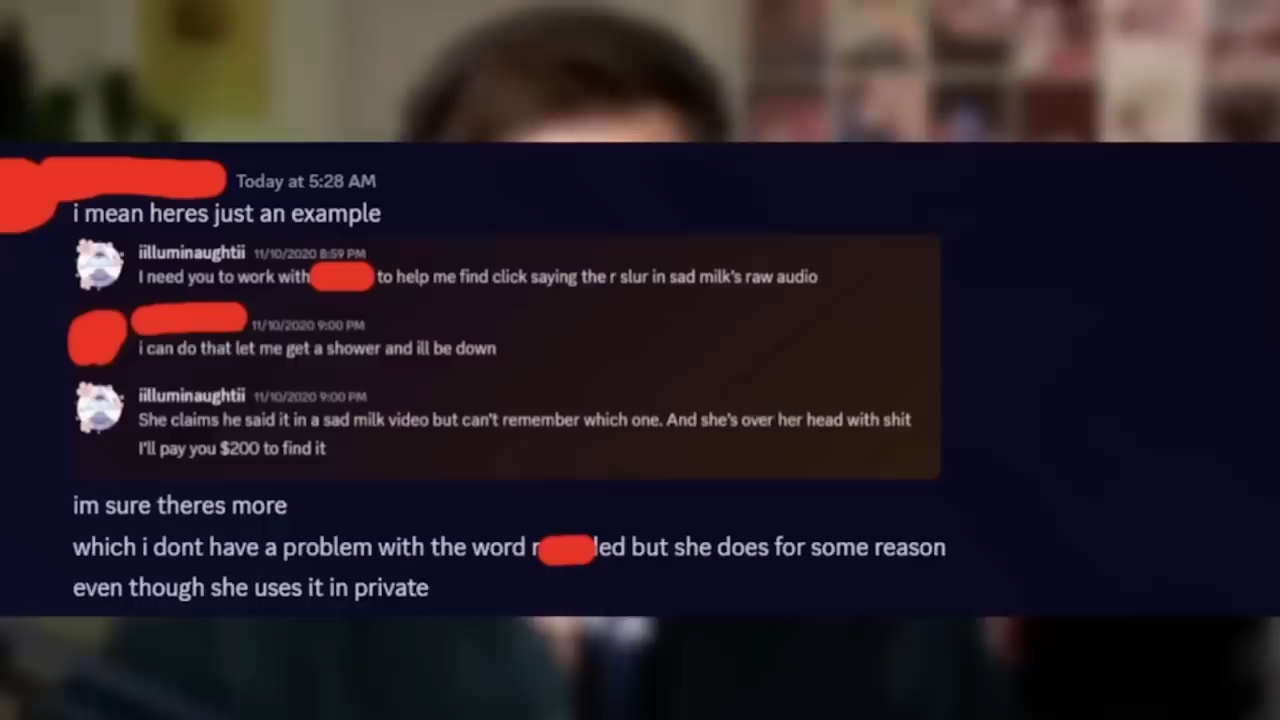 Today at 5:28 AM
i mean heres just an example
iilluminaughtii 11/10/2020 8:59 PM
I need you to work with to help me find click saying the r slur in sad milk's raw audio
11/10/2020 9:00 PM
i can do that let me get a shower and ill be down
iilluminaughtii 11/10/2020 9:00 PM
She claims he said it in a sad milk video but can't remember which one. And she's over her head with shit
I'll pay you $200 to find it
im sure theres more
which i dont have a problem with the word r led but she does for some reason
even though she uses it in private